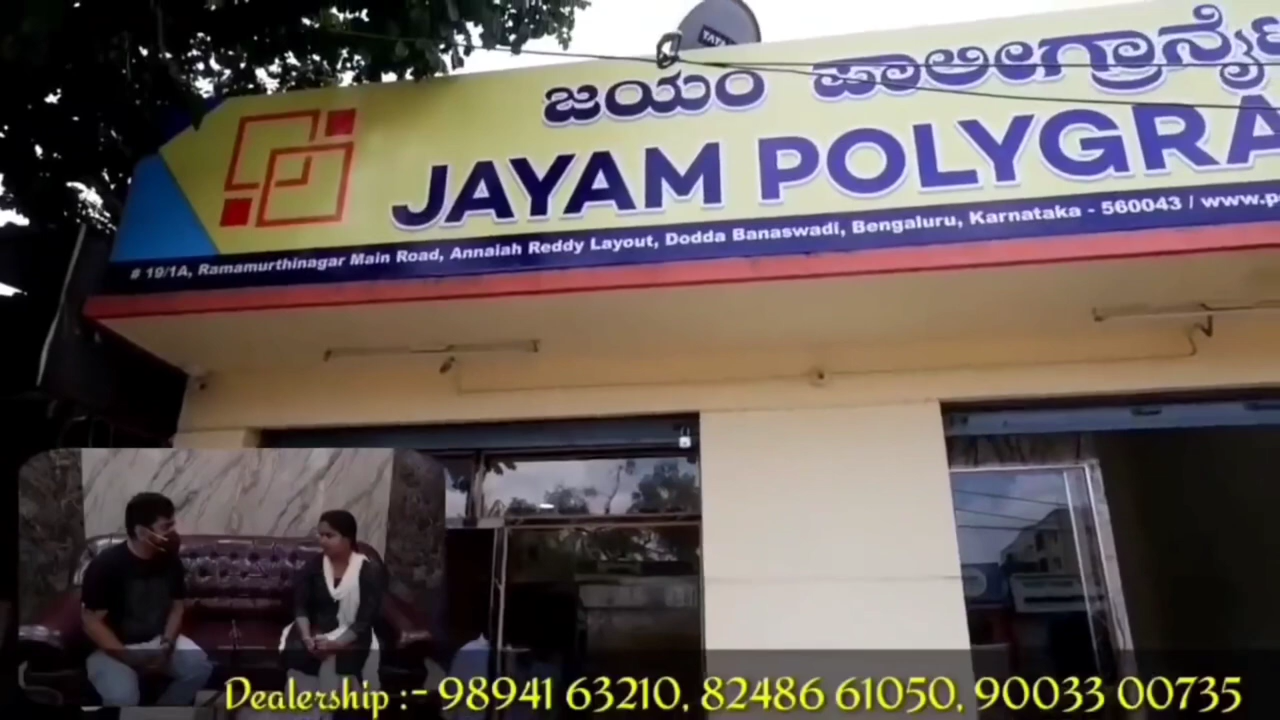 TATA
ಜಯಂ ಪಾಲೀಗ್ರಾನೈಟ
JAYAM POLYGRA
# 19/1A, Ramamurthinagar Main Road, Annaiah Reddy Layout, Dodda Banaswadi, Bengaluru, Karnataka - 560043 / www.p
Dealership :- 98941 63210, 82486 61050, 90033 00735